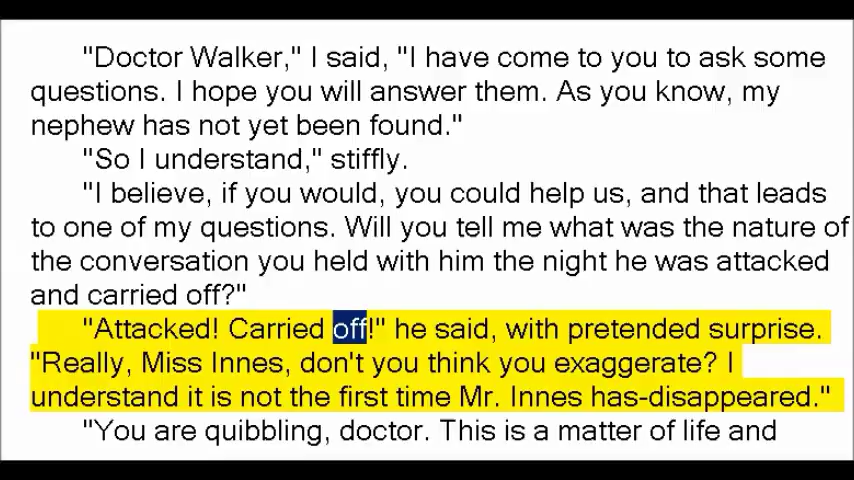 "Doctor Walker," I said, "I have come to you to ask some
questions. I hope you will answer them. As you know, my
nephew has not yet been found."
"So I understand," stiffly.
"I believe, if you would, you could help us, and that leads
to one of my questions. Will you tell me what was the nature of
the conversation you held with him the night he was attacked
and carried off?"
"Attacked! Carried off!" he said, with pretended surprise.
"Really, Miss Innes, don't you think you exaggerate? I
understand it is not the first time Mr. Innes has-disappeared."
"You are quibbling, doctor. This is a matter of life and